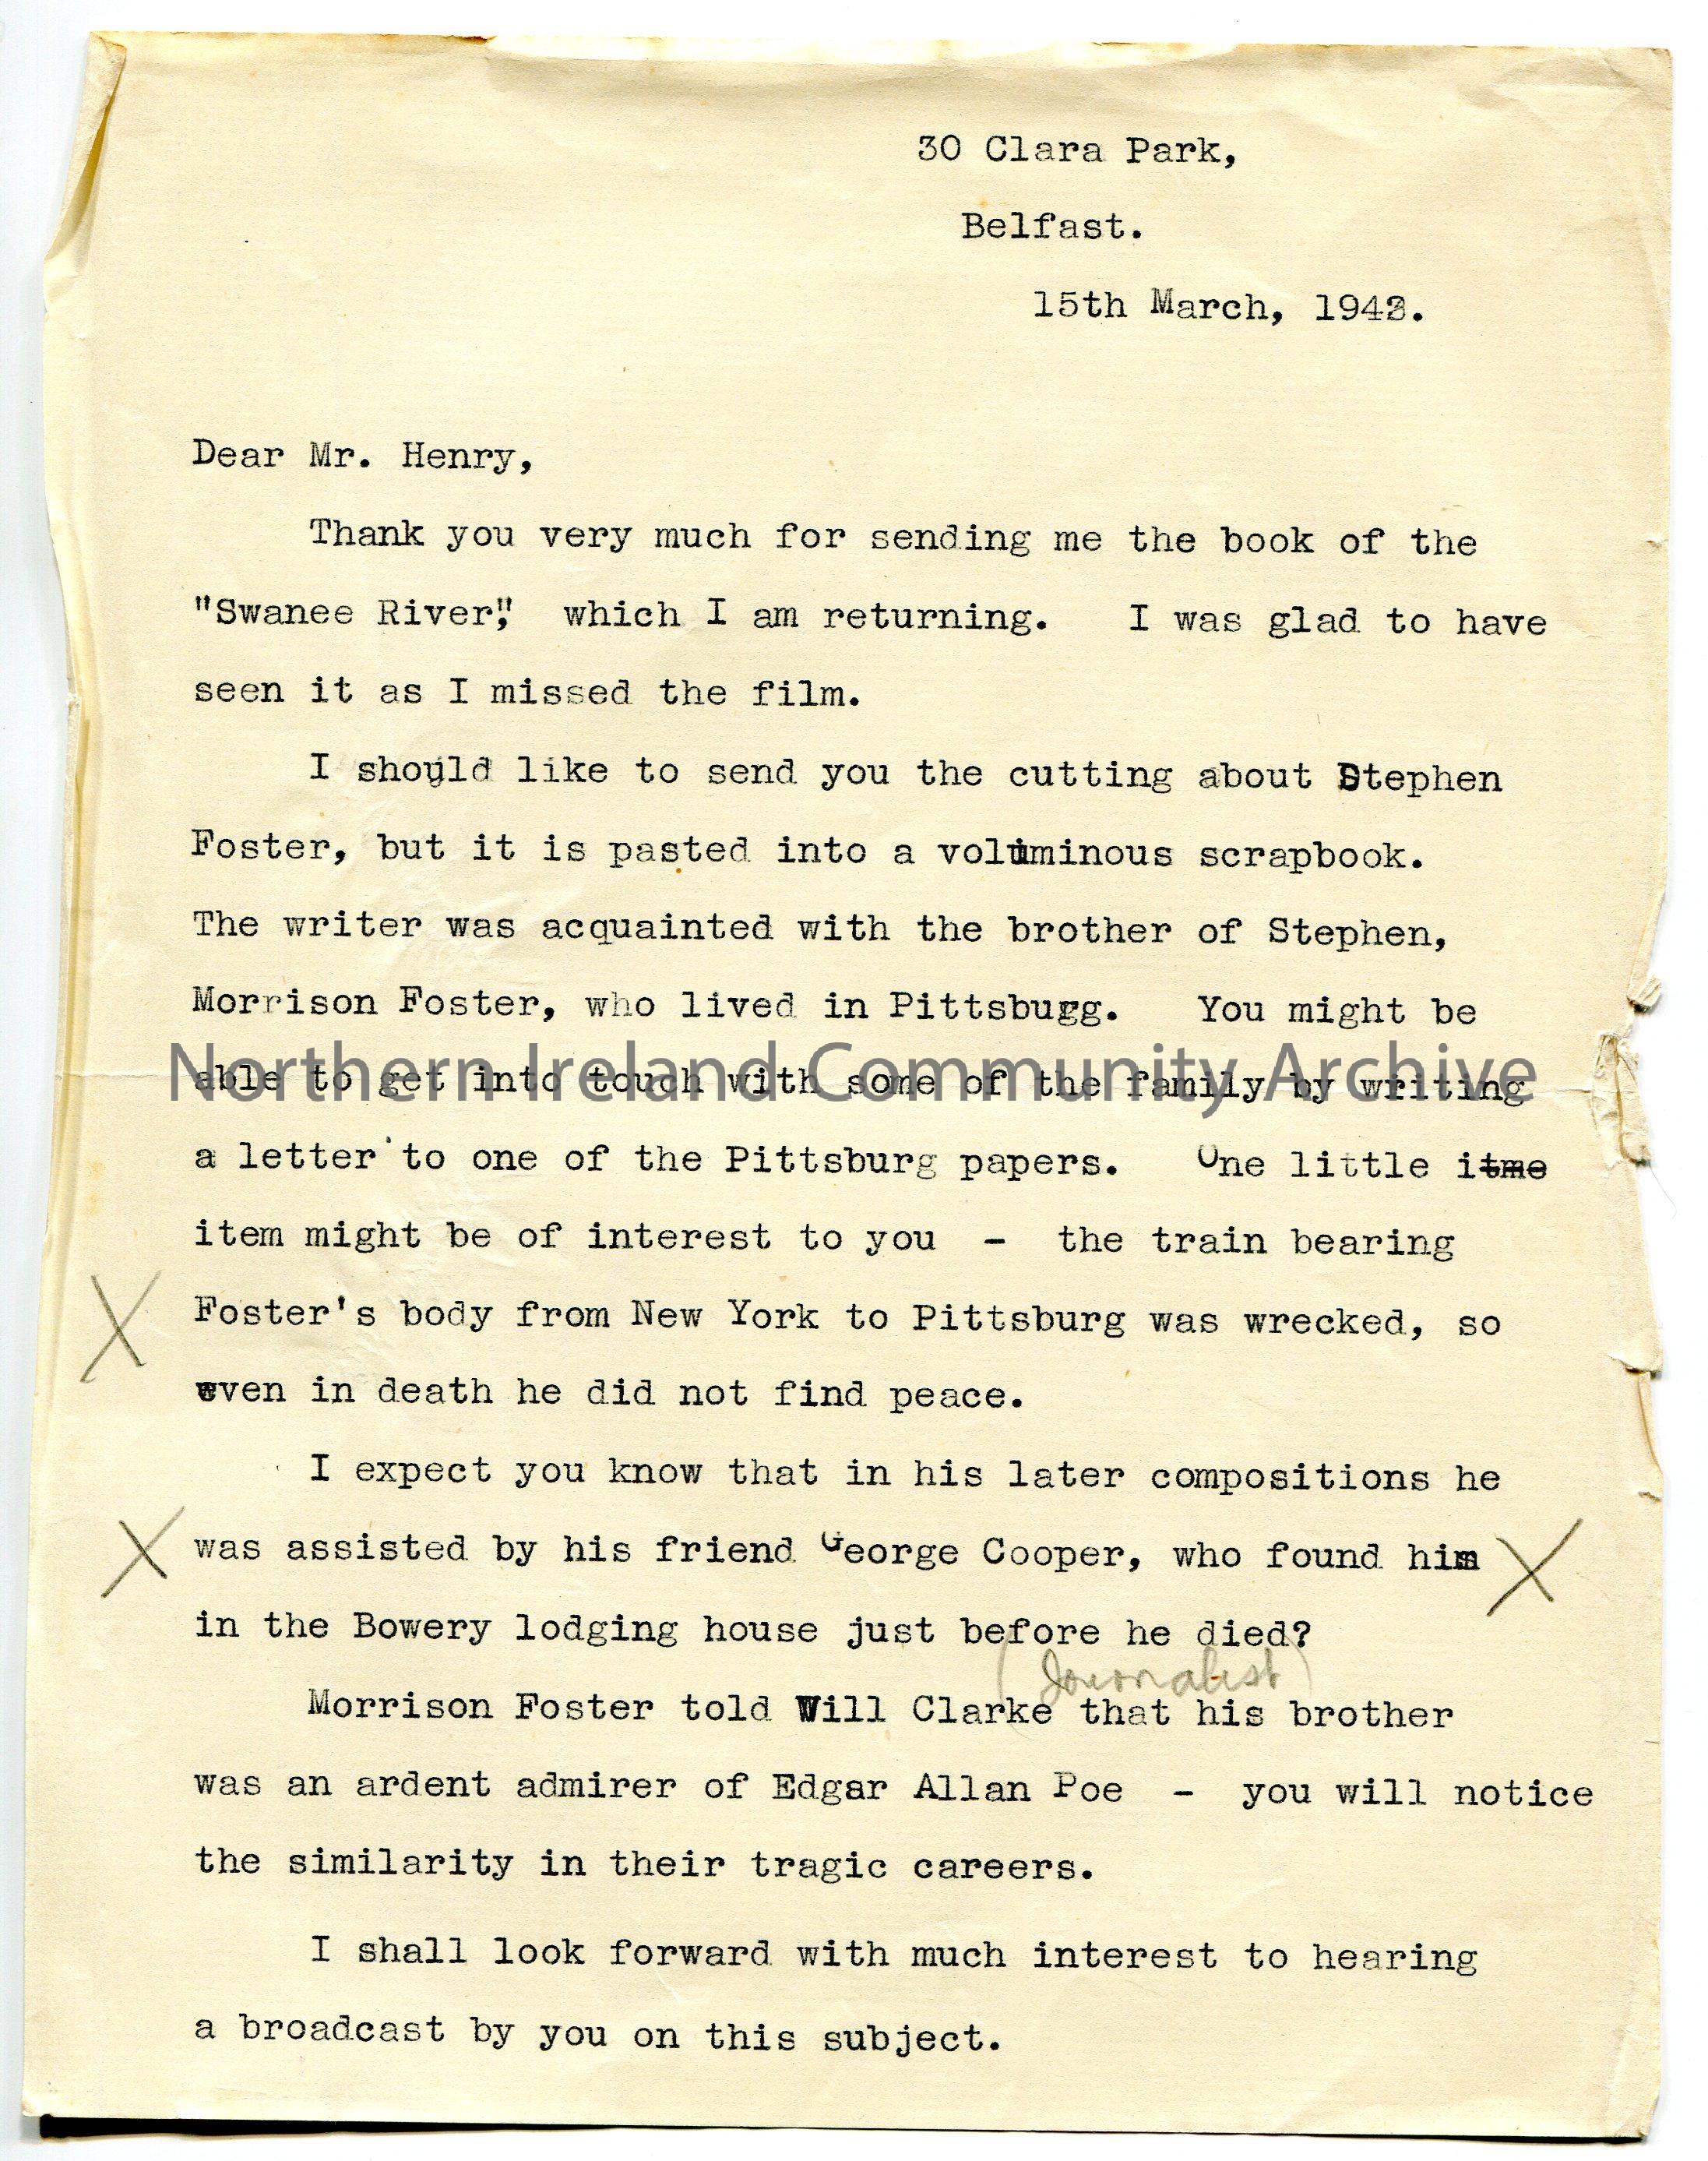 30 Clara Park,
Belfast.
15th March, 1942.
Dear Mr. Henry,
Thank you very much for sending me the book of the
"Swanee River," which I am returning. I was glad to have
seen it as I missed the film.
I should like to send you the cutting about Stephen
Foster, but it is pasted into a voluminous scrapbook.
The writer was acquainted with the brother of Stephen,
Morrison Foster, who lived in Pittsbugg. You might be
able to get into touch with some of the family by writing
Northern Ireland Community Archive
a letter to one of the Pittsburg papers. One little itme
item might be of interest to you - the train bearing
X Foster's body from New York to Pittsburg was wrecked, so
even in death he did not find peace.
I expect you know that in his later compositions he
X was assisted by his friend George Cooper, who found him X
in the Bowery lodging house just before he died?
(Journalist)
Morrison Foster told Will Clarke that his brother
was an ardent admirer of Edgar Allan Poe - you will notice
the similarity in their tragic careers.
I shall look forward with much interest to hearing
a broadcast by you on this subject.